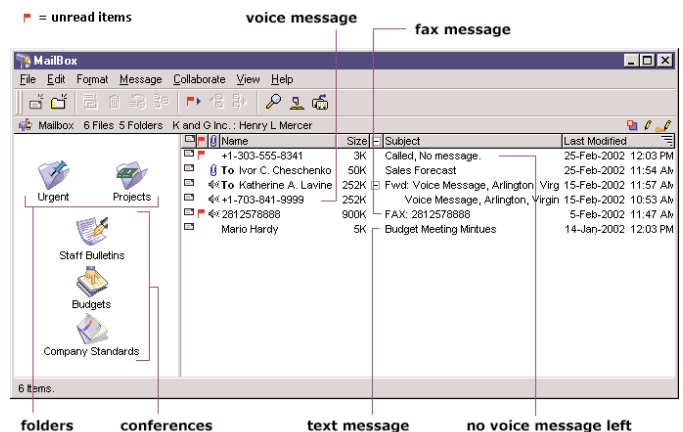 = unread items
voice message
fax message
MailBox
File Edit Format Message Collaborate View Help
Mailbox 6 Files 5 Folders K and G Inc. : Henry L Mercer
Name Size Subject Last Modified
+1-303-555-8341 3K Called, No message. 25-Feb-2002 12:03 PM
To Ivor C. Cheschenko 50K Sales Forecast 25-Feb-2002 11:54 AM
To Katherine A. Lavine 252K Fwd: Voice Message, Arlington, Virg 15-Feb-2002 11:57 AM
+1-703-841-9999 252K Voice Message, Arlington, Virgin 15-Feb-2002 10:53 AM
2812578888 900K FAX: 2812578888 5-Feb-2002 11:47 AM
Mario Hardy 5K Budget Meeting Mintues 14-Jan-2002 12:03 PM
Urgent Projects
Staff Bulletins
Budgets
Company Standards
6 Items.
folders conferences text message no voice message left